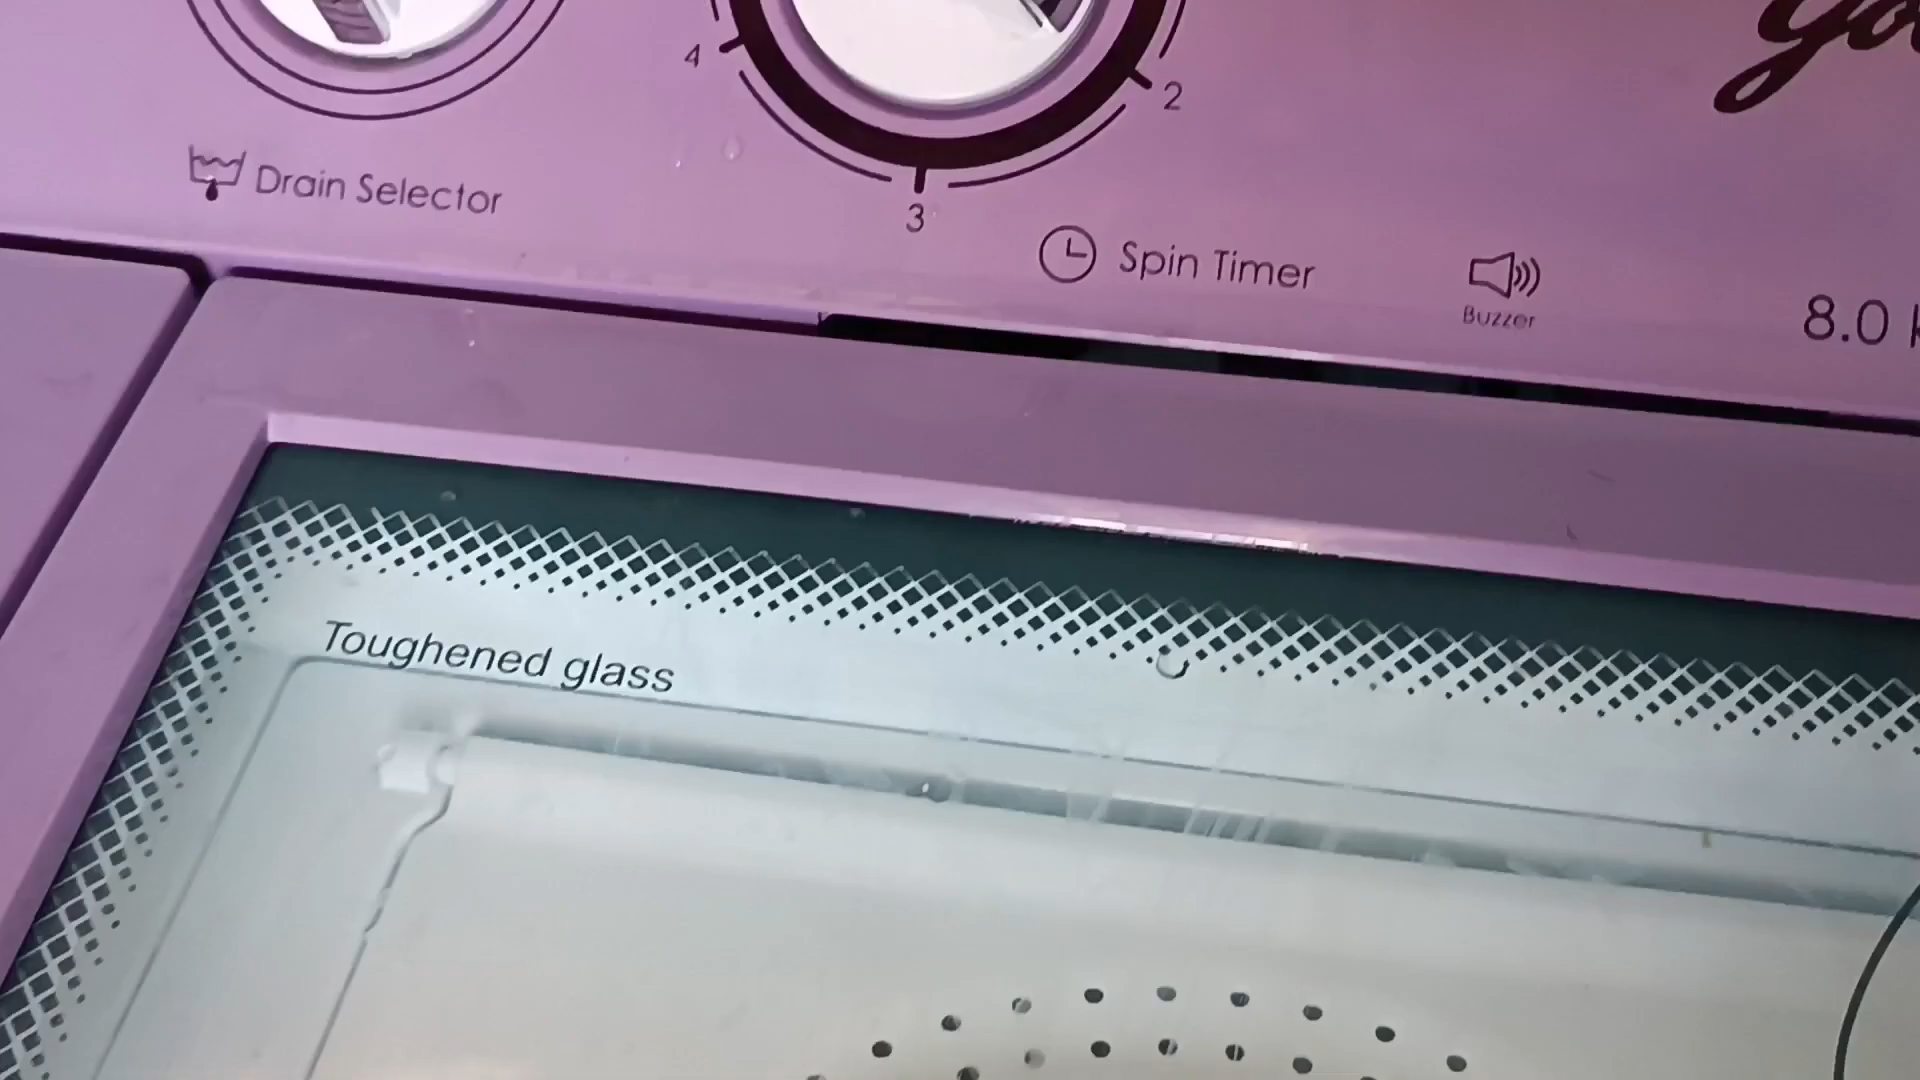 4
2
3
Drain Selector
Spin Timer
Buzzer
8.0
Toughened glass